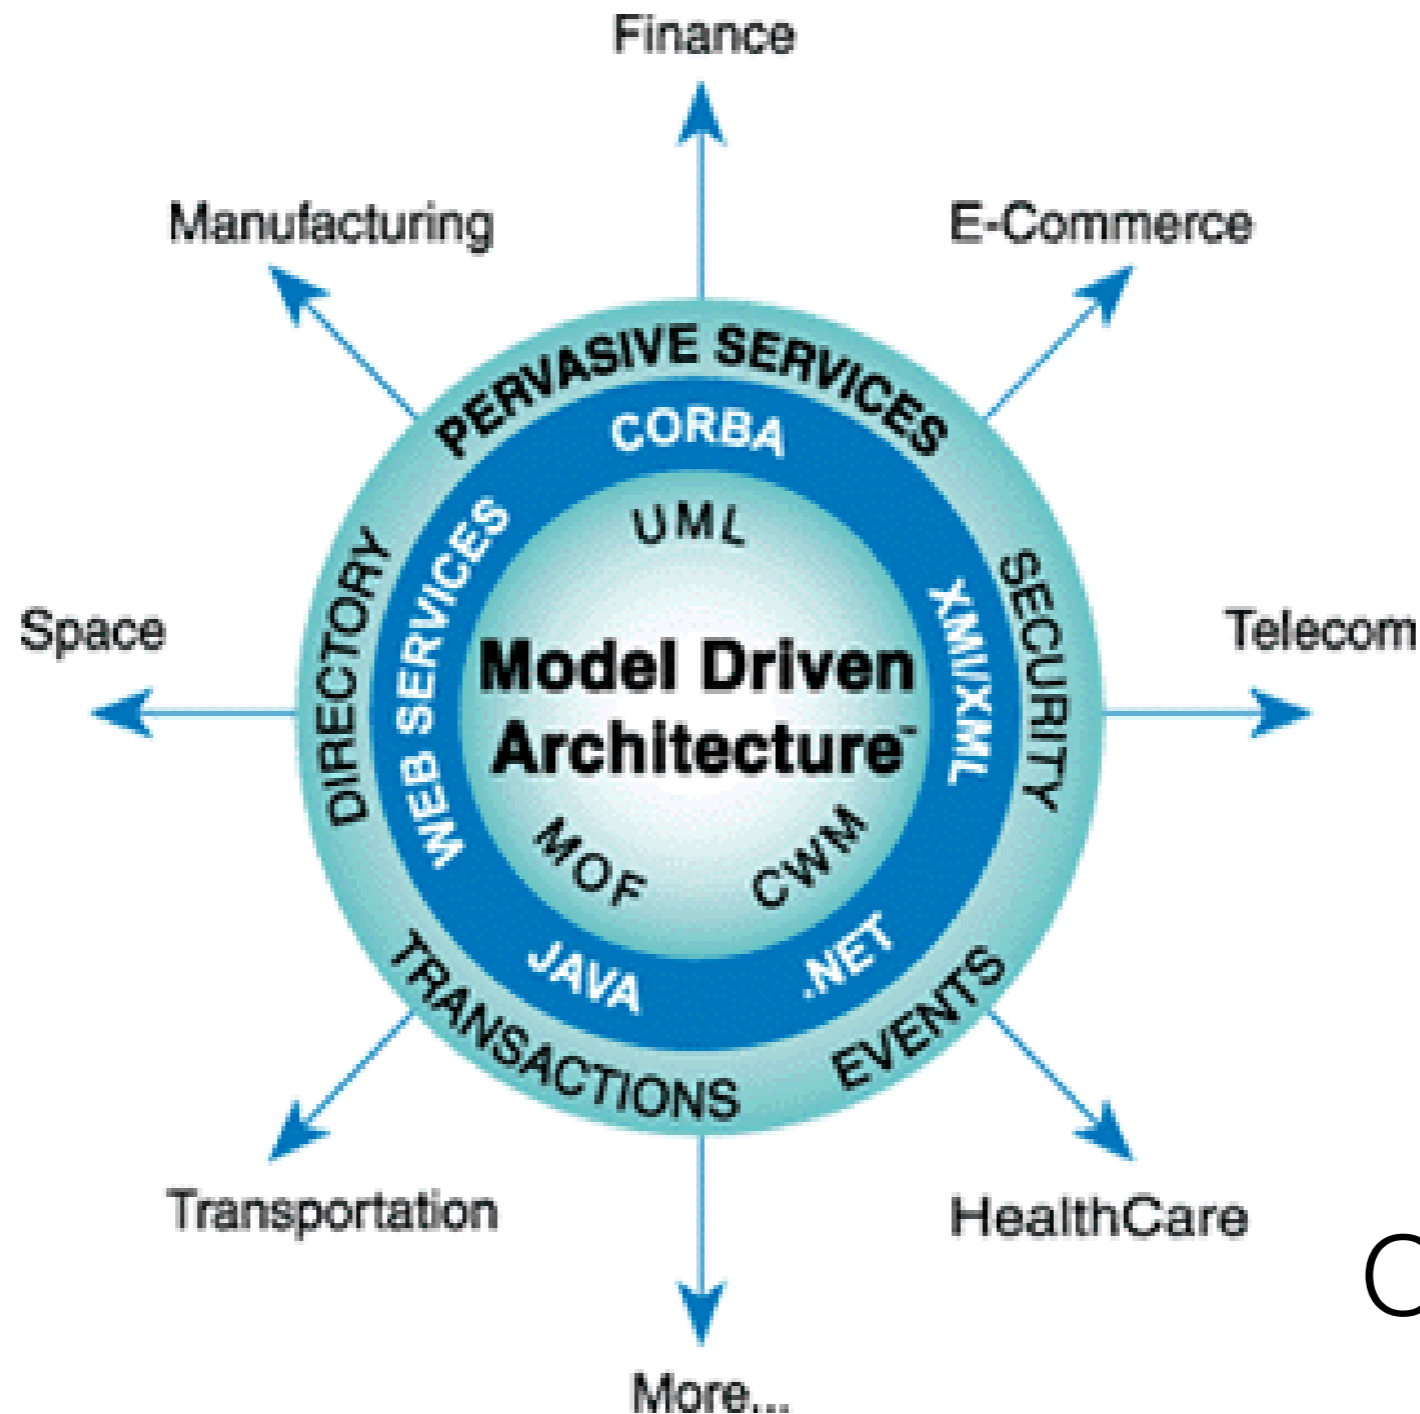 Finance
Manufacturing
E-Commerce
PERVASIVE SERVICES
CORBA
UML
WEB SERVICES
DIRECTORY
XMI/XML
SECURITY
Space
Telecom
Model Driven
Architecture™
MOF
CWM
JAVA
.NET
TRANSACTIONS
EVENTS
Transportation
HealthCare
More...